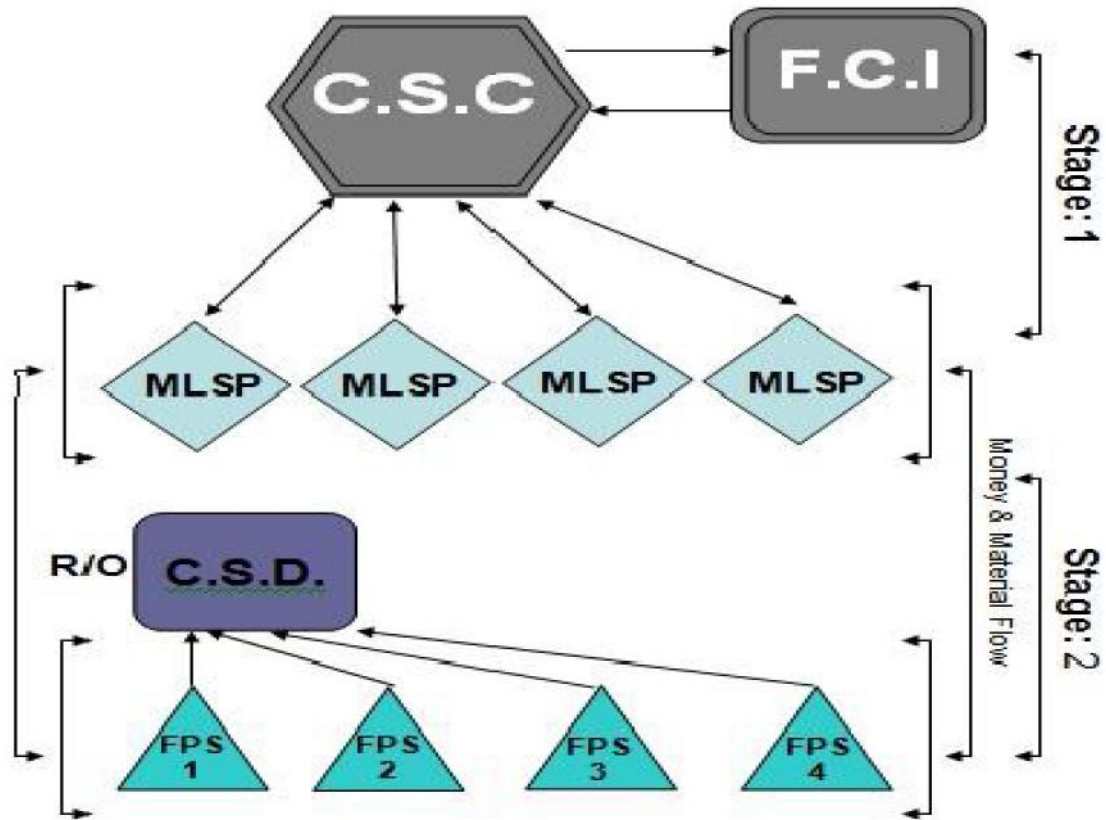 C.S.C
F.C.I
Stage: 1
MLSP
MLSP
MLSP
MLSP
Money & Material Flow
Stage: 2
R/O
C.S.D.
FPS
1
FPS
2
FPS
3
FPS
4